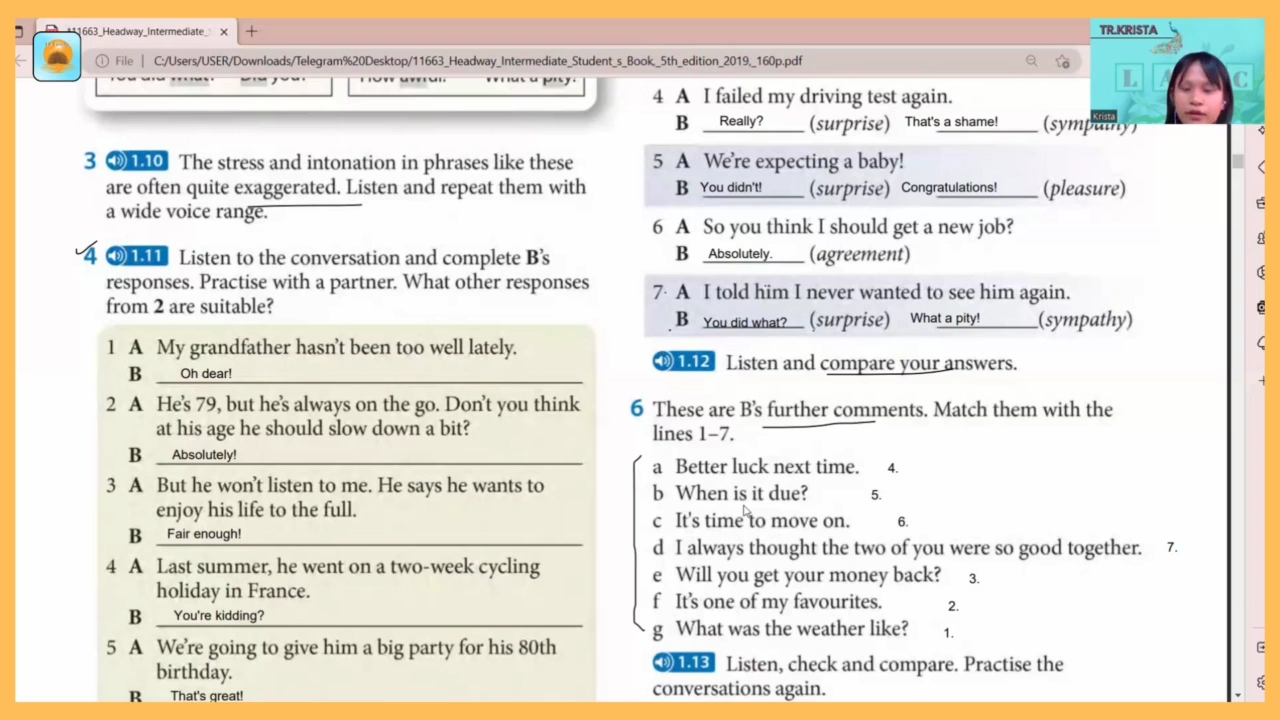 A11663_Headway_Intermediate_
File
C:/Users/USER/Downloads/Telegram%20Desktop/11663_Headway_Intermediate_Student_s_Book,_5th_edition_2019,_160p.pdf
TR.KRISTA
L
C
Krista
You did what? Did you?
How awful! What a pity!
3 1.10 The stress and intonation in phrases like these
are often quite exaggerated. Listen and repeat them with
a wide voice range.
4 1.11 Listen to the conversation and complete B's
responses. Practise with a partner. What other responses
from 2 are suitable?
1 A My grandfather hasn't been too well lately.
B Oh dear!
2 A He's 79, but he's always on the go. Don't you think
at his age he should slow down a bit?
B Absolutely!
3 A But he won't listen to me. He says he wants to
enjoy his life to the full.
B Fair enough!
4 A Last summer, he went on a two-week cycling
holiday in France.
B You're kidding?
5 A We're going to give him a big party for his 80th
birthday.
B That's great!
4 A I failed my driving test again.
B Really? (surprise) That's a shame! (sympathy)
5 A We're expecting a baby!
B You didn't! (surprise) Congratulations! (pleasure)
6 A So you think I should get a new job?
B Absolutely. (agreement)
7 A I told him I never wanted to see him again.
B You did what? (surprise) What a pity! (sympathy)
1.12 Listen and compare your answers.
6 These are B's further comments. Match them with the
lines 1–7.
a Better luck next time. 4.
b When is it due? 5.
c It's time to move on. 6.
d I always thought the two of you were so good together. 7.
e Will you get your money back? 3.
f It's one of my favourites. 2.
g What was the weather like? 1.
1.13 Listen, check and compare. Practise the
conversations again.